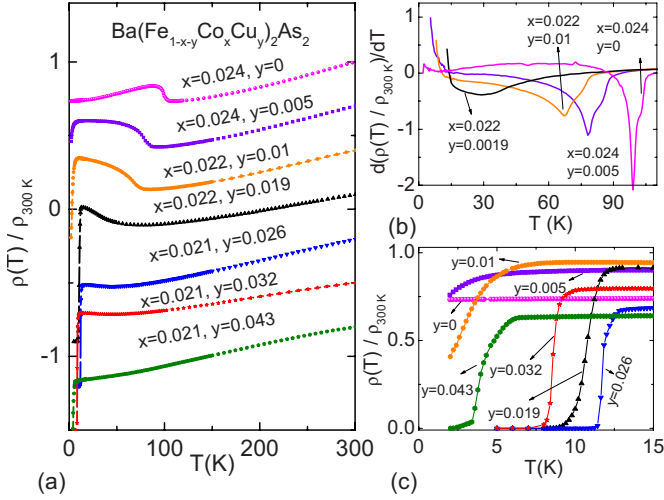 Ba(Fe1-x-yCoxCuy)2As2
x=0.024, y=0
x=0.024, y=0.005
x=0.022, y=0.01
x=0.022, y=0.019
x=0.021, y=0.026
x=0.021, y=0.032
x=0.021, y=0.043
ρ(T) / ρ300 K
1
0
-1
0
100
200
300
T(K)
(a)
d(ρ(T) / ρ300 K)/dT
x=0.022
y=0.01
x=0.024
y=0
x=0.022
y=0.0019
x=0.024
y=0.005
1
0
-1
-2
0
30
60
90
T (K)
(b)
ρ(T) / ρ300 K
1.0
0.5
0.0
y=0.01
y=0.005
y=0
y=0.032
y=0.043
y=0.019
y=0.026
0
5
10
15
T (K)
(c)